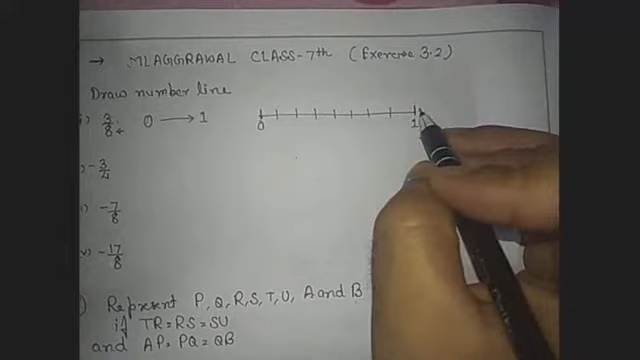 → MLAGGRAWAL CLASS-7th (Exercise 3.2)
Draw number line
i) 3/8. 0 → 1
0 1
) -3/4
) -7/8
v) -17/8
) Represent P, Q, R, S, T, U, A and B
if TR = RS = SU
and AP = PQ = QB